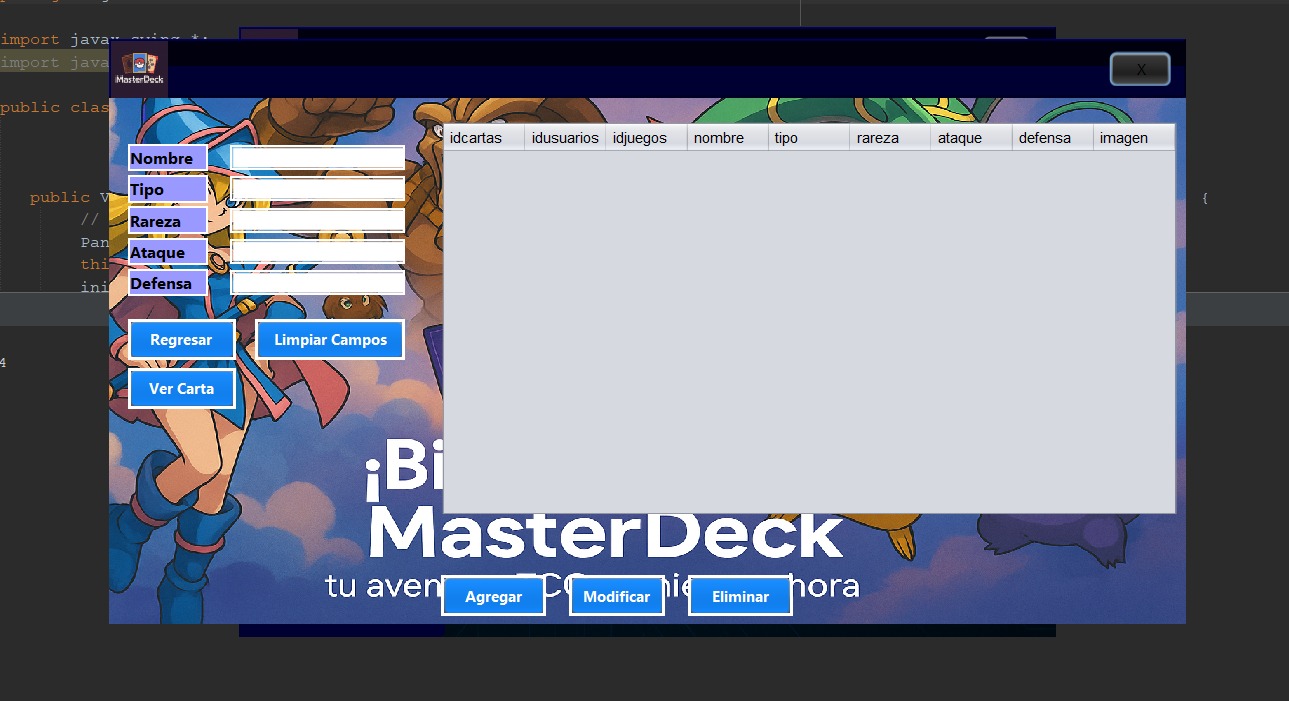 import javax.swing.*;
import java
public clas
public V
{
//
Pan
thi
ini
4
iMasterDeck
X
idcartas idusuarios idjuegos nombre tipo rareza ataque defensa imagen
Nombre
Tipo
Rareza
Ataque
Defensa
Regresar Limpiar Campos
Ver Carta
¡Bi
MasterDeck
tu aven
hora
Agregar Modificar Eliminar